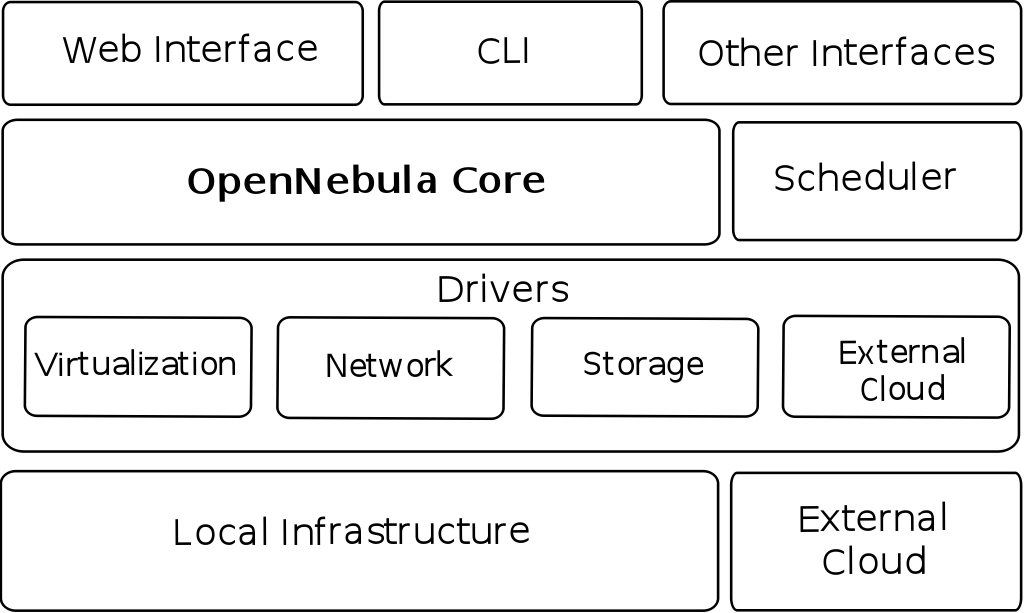 Web Interface
CLI
Other Interfaces
OpenNebula Core
Scheduler
Drivers
Virtualization
Network
Storage
External
Cloud
Local Infrastructure
External
Cloud